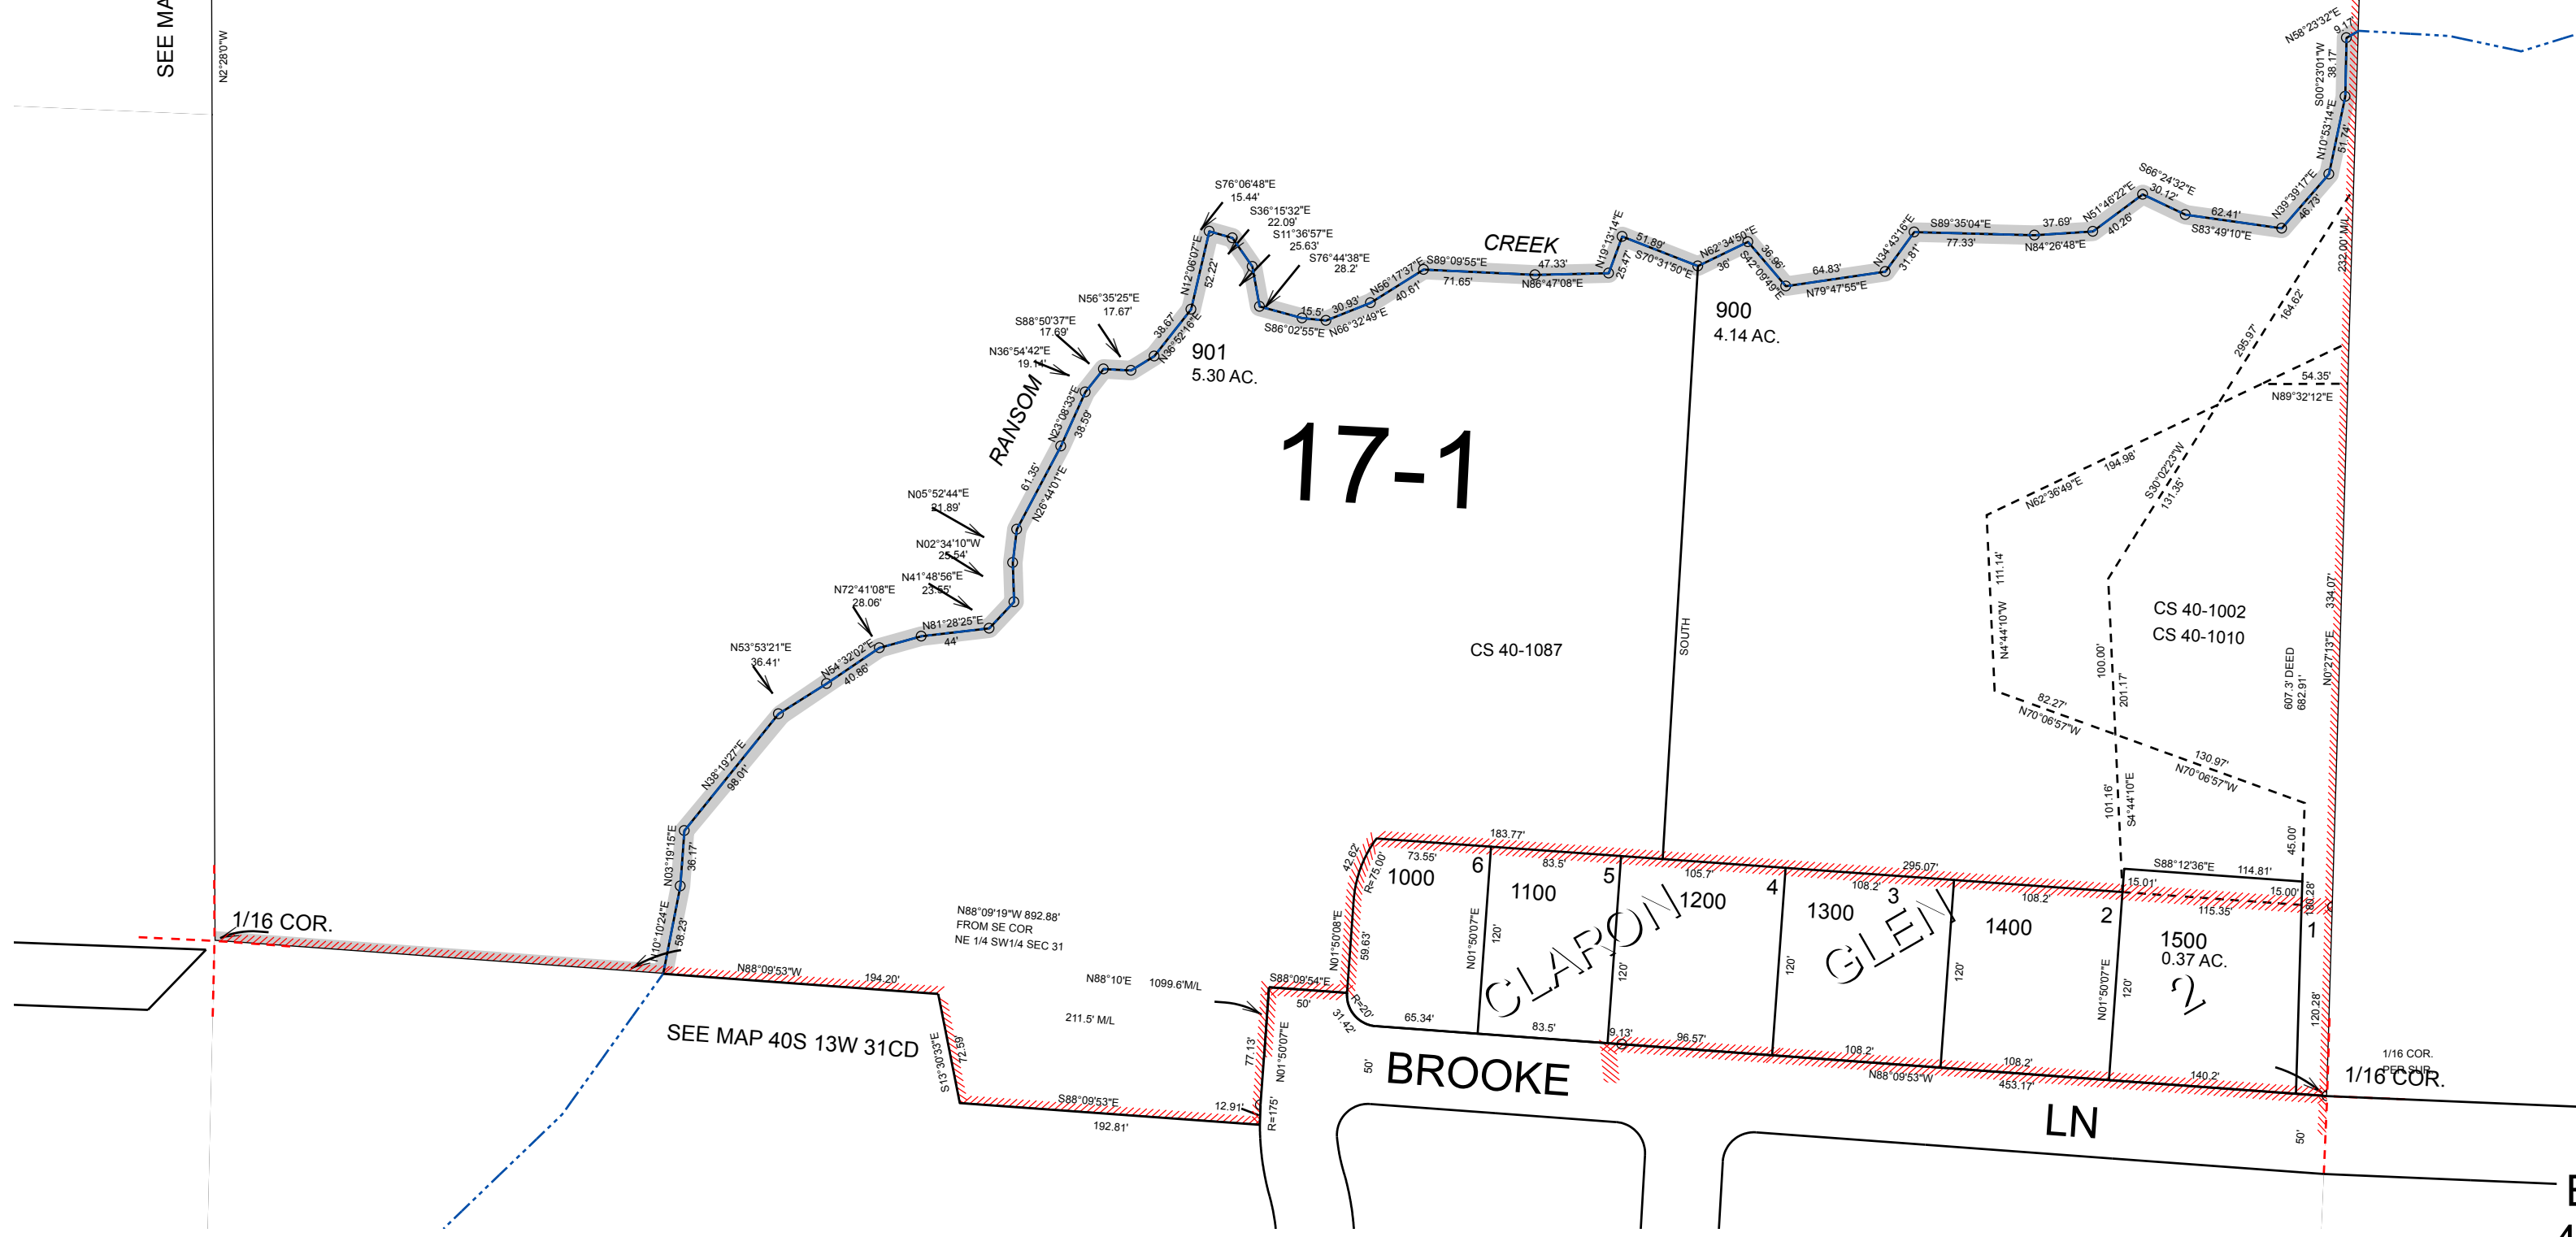 SEE MA
N2°28'0"W
N58°23'32"E
9.17'
S00°23'01"W
38.17'
N10°53'14"E
51.74'
N39°39'17"E
46.73'
S83°49'10"E
62.41'
S66°24'32"E
30.12'
N51°46'22"E
40.26'
37.69'
N84°26'48"E
S89°35'04"E
77.33'
N34°43'16"E
31.81'
64.83'
N79°47'55"E
36.96'
S42°09'49"E
N62°34'50"E
36'
51.89'
S70°31'50"E
N19°13'14"E
25.47'
CREEK
47.33'
N86°47'08"E
S89°09'55"E
71.65'
N56°17'37"E
40.61'
30.93'
N66°32'49"E
15.5'
S86°02'55"E
S76°44'38"E
28.2'
S11°36'57"E
25.63'
S36°15'32"E
22.09'
S76°06'48"E
15.44'
N12°06'07"E
52.22'
38.67'
N36°52'16"E
N56°35'25"E
17.67'
S88°50'37"E
17.69'
N36°54'42"E
19.14'
RANSOM
N23°08'33"E
38.59'
61.35'
N26°44'01"E
N05°52'44"E
21.89'
N02°34'10"W
25.54'
N41°48'56"E
23.55'
N72°41'08"E
28.06'
N81°28'25"E
44'
N53°53'21"E
36.41'
N54°32'02"E
40.86'
N38°19'27"E
98.01'
N03°19'15"E
36.17'
N10°10'24"E
58.23'
901
5.30 AC.
900
4.14 AC.
17-1
CS 40-1087
SOUTH
232.00' M/L
164.62'
295.97'
54.35'
N89°32'12"E
194.98'
N62°36'49"E
S30°02'23"W
131.35'
111.14'
N4°44'10"W
CS 40-1002
CS 40-1010
334.07'
N0°27'13"E
607.3' DEED
682.91'
100.00'
201.17'
82.27'
N70°06'57"W
130.97'
N70°06'57"W
101.16'
S4°44'10"E
45.00'
S88°12'36"E
114.81'
15.01'
15.00'
115.35'
183.77'
295.07'
42.62'
R=75.00'
73.55'
83.5'
105.7'
108.2'
108.2'
6
5
4
3
2
1
1000
1100
1200
1300
1400
1500
0.37 AC.
2
CLARON
GLEN
N01°50'08"E
59.63'
N01°50'07"E
120'
120'
120'
120'
N01°50'07"E
120'
120.28'
1/16 COR.
N88°09'19"W 892.88'
FROM SE COR
NE 1/4 SW1/4 SEC 31
N88°09'53"W
194.20'
N88°10'E
1099.6'M/L
211.5' M/L
S88°09'54"E
50'
R=20'
31.42'
65.34'
83.5'
9.13'
96.57'
108.2'
108.2'
140.2'
N88°09'53"W
453.17'
SEE MAP 40S 13W 31CD
S13°30'33"E
72.59'
77.13'
N01°50'07"E
S88°09'53"E
192.81'
12.91'
R=175'
50'
BROOKE
LN
50'
1/16 COR.
PER SUR
1/16 COR.